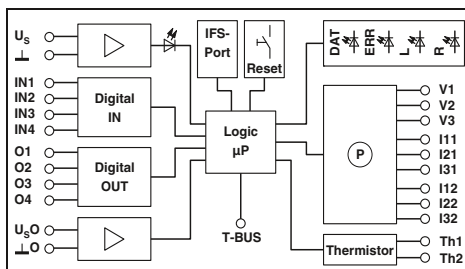 US
⊥
IN1
IN2
IN3
IN4
Digital
IN
O1
O2
O3
O4
Digital
OUT
USO
⊥O
IFS-
Port
Reset
Logic
µP
T-BUS
DAT
ERR
L
R
P
V1
V2
V3
I11
I21
I31
I12
I22
I32
Thermistor
Th1
Th2